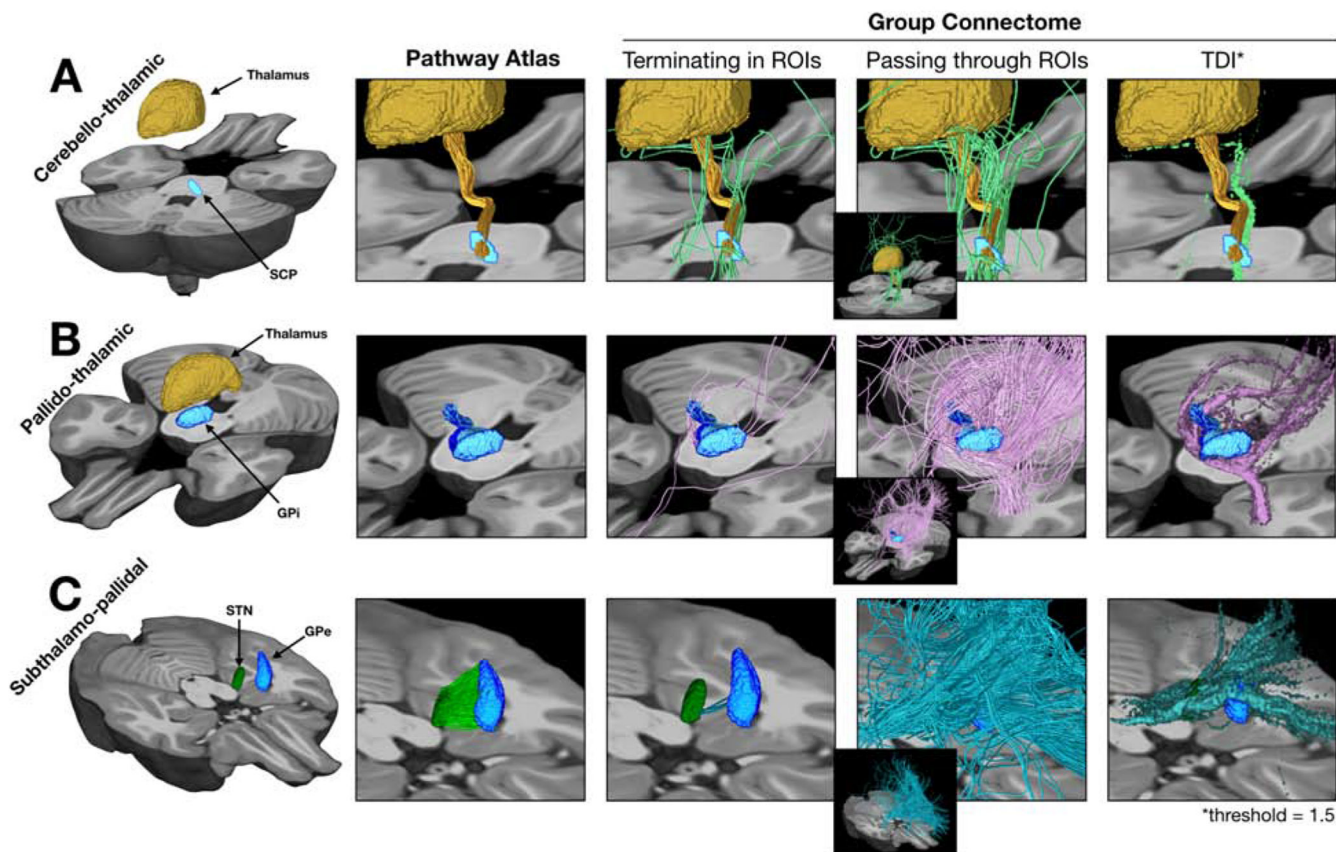 Group Connectome
Pathway Atlas
Terminating in ROIs
Passing through ROIs
TDI*
A
Cerebello-thalamic
Thalamus
SCP
B
Pallido-thalamic
Thalamus
GPi
C
Subthalamo-pallidal
STN
GPe
*threshold = 1.5